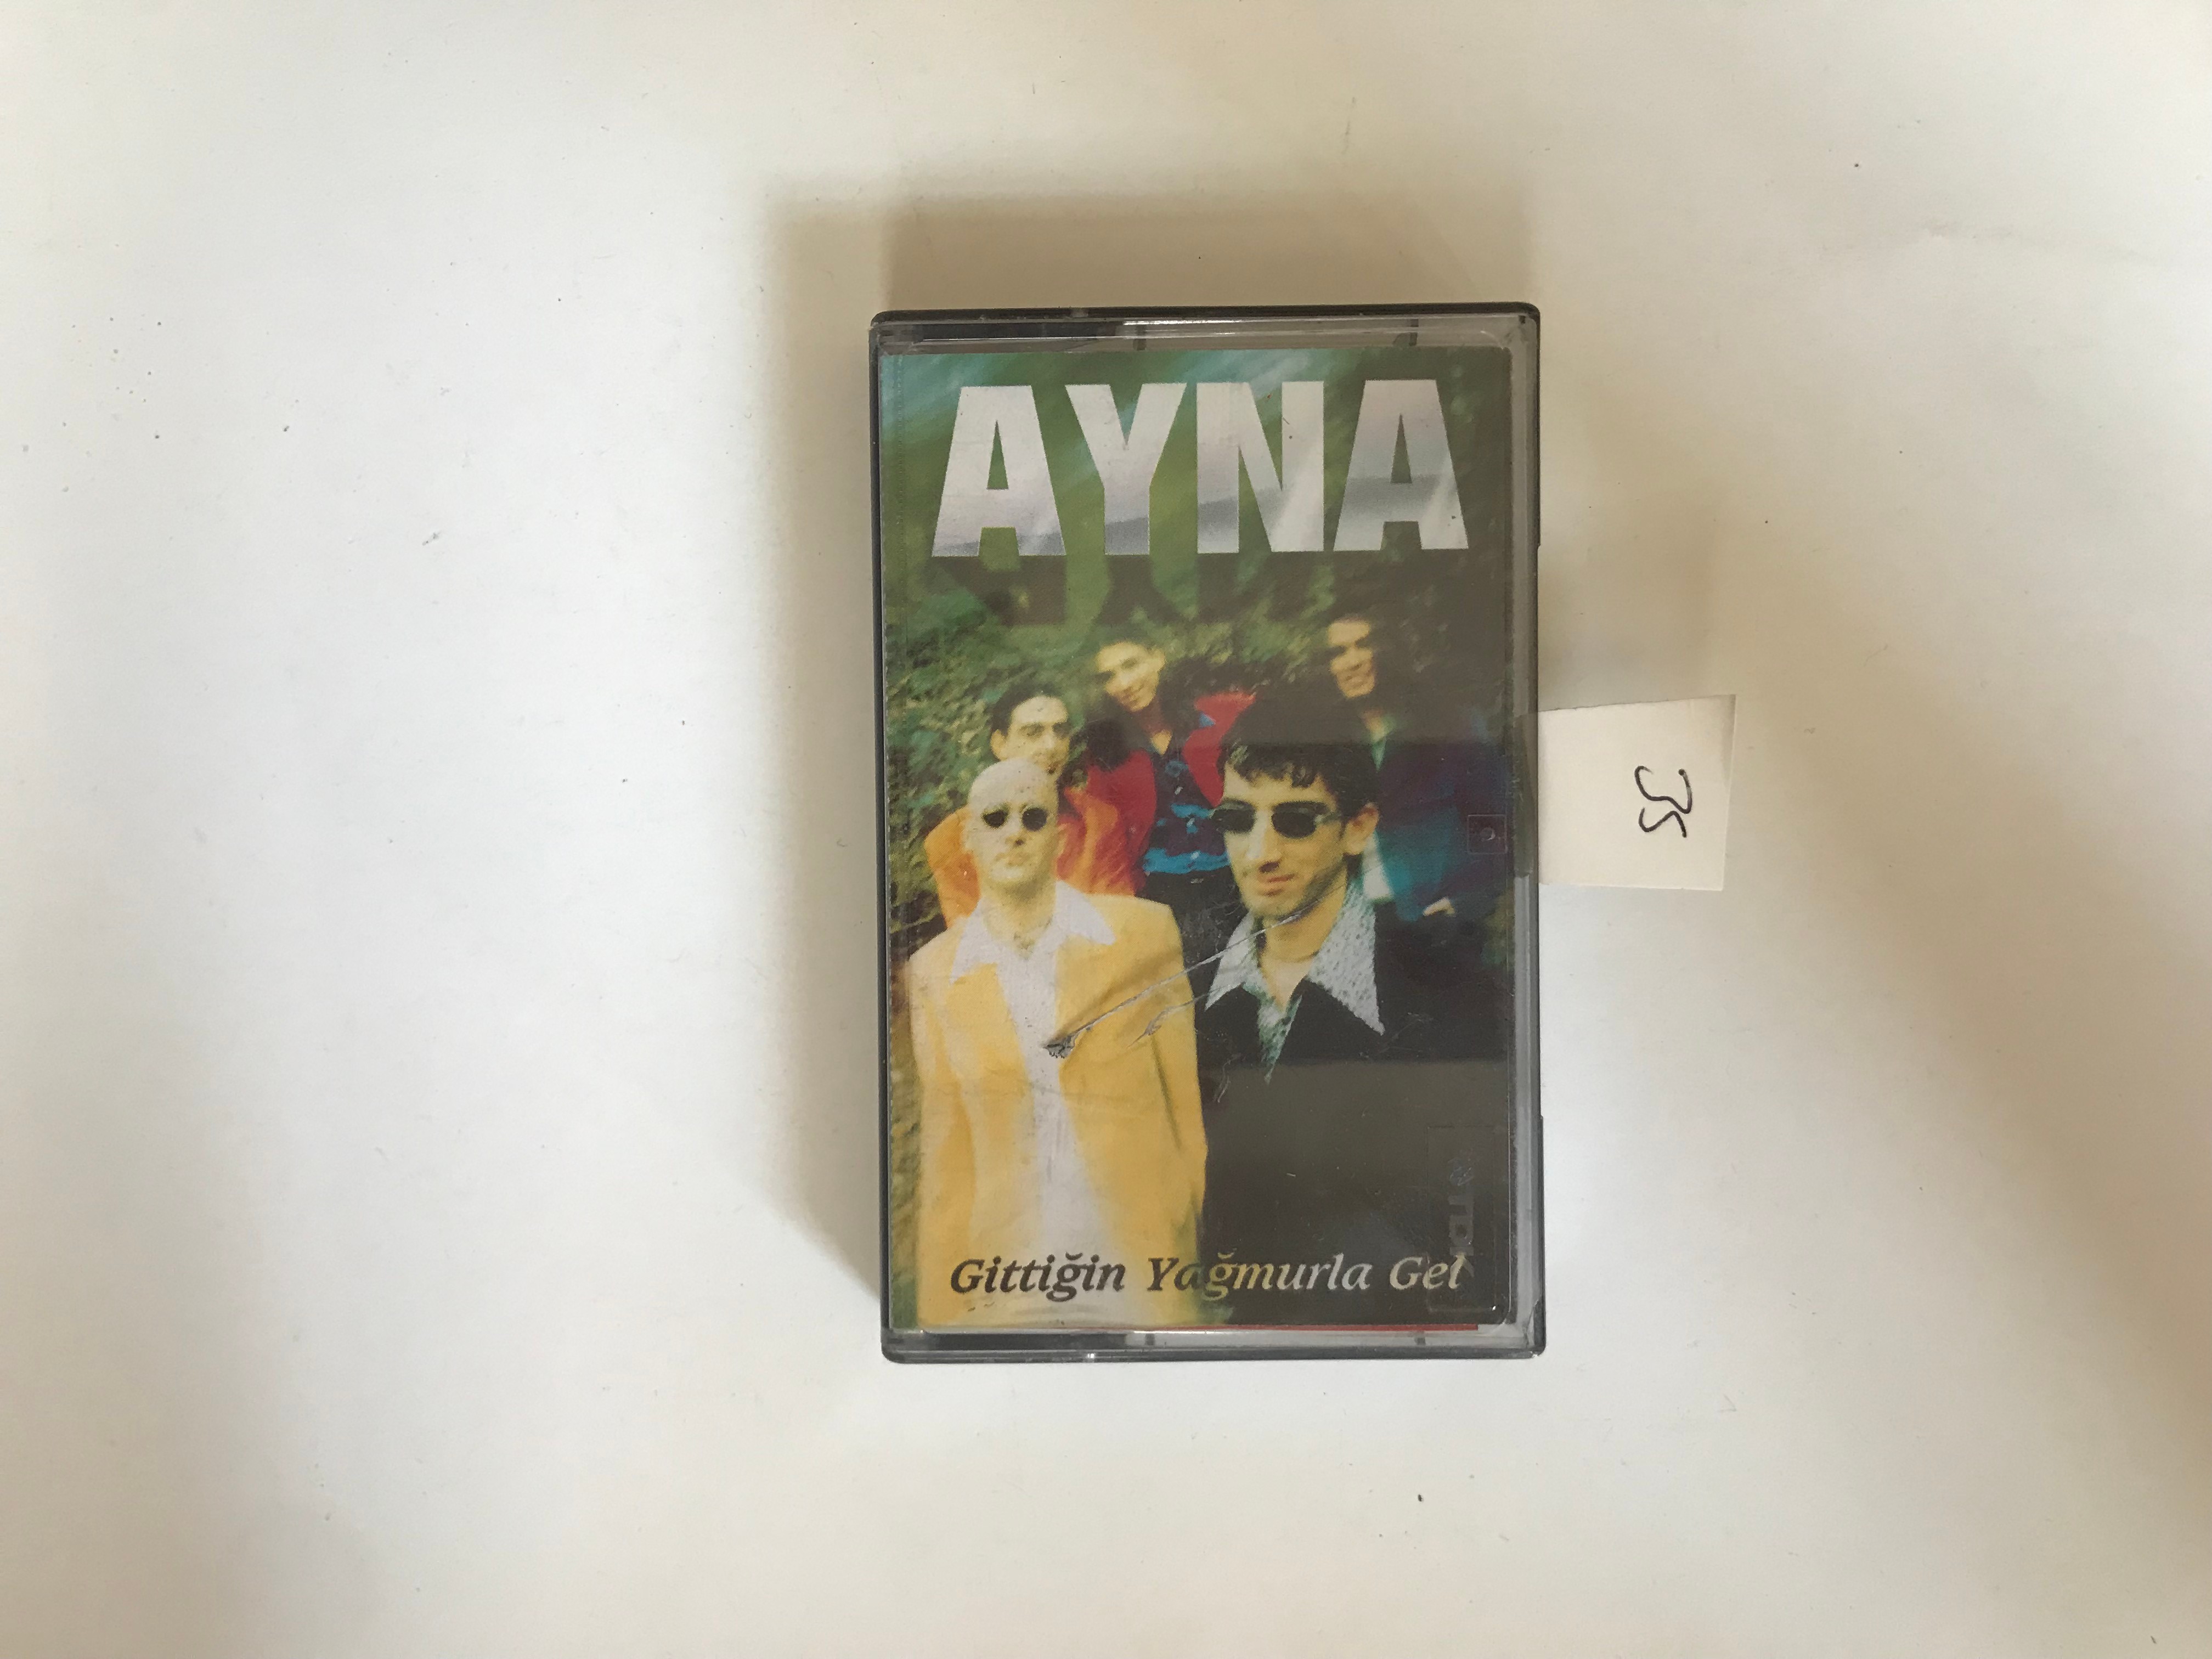 AYNA
35
Gittiğin Yağmurla Gel